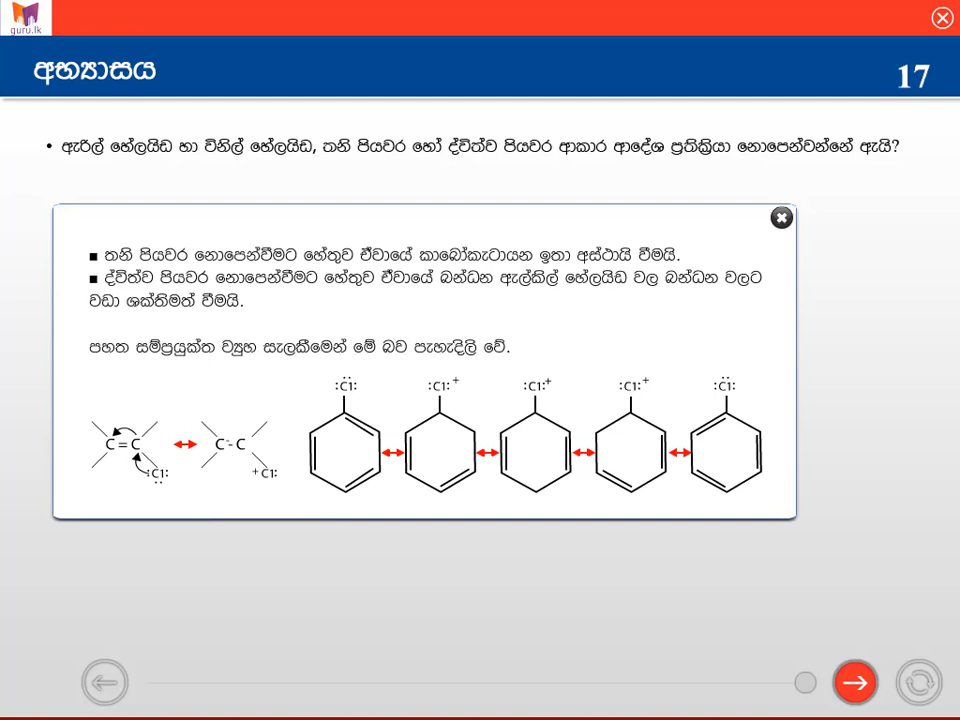 guru.lk
අභ්‍යාසය
17
• ඇරිල් හේලයිඩ හා විනිල් හේලයිඩ, තනි පියවර හෝ ද්විත්ව පියවර ආකාර ආදේශ ප්‍රතික්‍රියා නොපෙන්වන්නේ ඇයි?
■ තනි පියවර නොපෙන්වීමට හේතුව ඒවායේ කාබෝකැටායන ඉතා අස්ථායි වීමයි.
■ ද්විත්ව පියවර නොපෙන්වීමට හේතුව ඒවායේ බන්ධන ඇල්කිල් හේලයිඩ වල බන්ධන වලට
වඩා ශක්තිමත් වීමයි.
පහත සම්ප්‍රයුක්ත ව්‍යුහ සැලකීමෙන් මේ බව පැහැදිලි වේ.
:Cl: :Cl:+ :Cl:+ :Cl:+ :Cl:
C = C C - C
:Cl: +Cl: